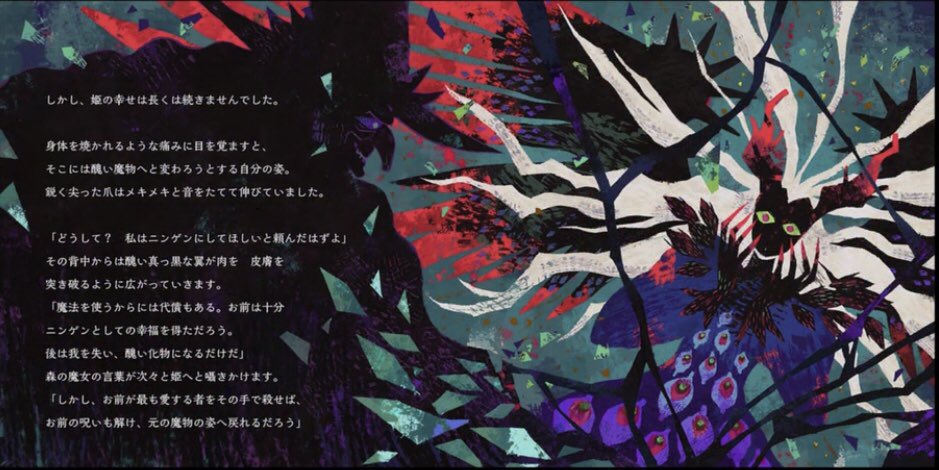 しかし、姫の幸せは長くは続きませんでした。
身体を焼かれるような痛みに目を覚ますと、
そこには醜い魔物へと変わろうとする自分の姿。
鋭く尖った爪はメキメキと音をたてて伸びていました。
「どうして？　私はニンゲンにしてほしいと頼んだはずよ」
その背中からは醜い真っ黒な翼が肉を　皮膚を
突き破るように広がっていきます。
「魔法を使うからには代償もある。お前は十分
ニンゲンとしての幸福を得ただろう。
後は我を失い、醜い化物になるだけだ」
森の魔女の言葉が次々と姫へと囁きかけます。
「しかし、お前が最も愛する者をその手で殺せば、
お前の呪いも解け、元の魔物の姿へ戻れるだろう」